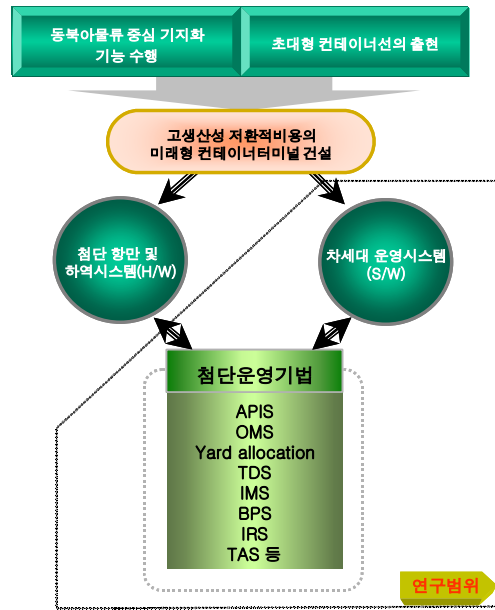 동북아물류 중심 기지화
기능 수행
초대형 컨테이너선의 출현
고생산성 저환적비용의
미래형 컨테이너터미널 건설
첨단 항만 및
하역시스템(H/W)
차세대 운영시스템
(S/W)
첨단운영기법
APIS
OMS
Yard allocation
TDS
IMS
BPS
IRS
TAS 등
연구범위